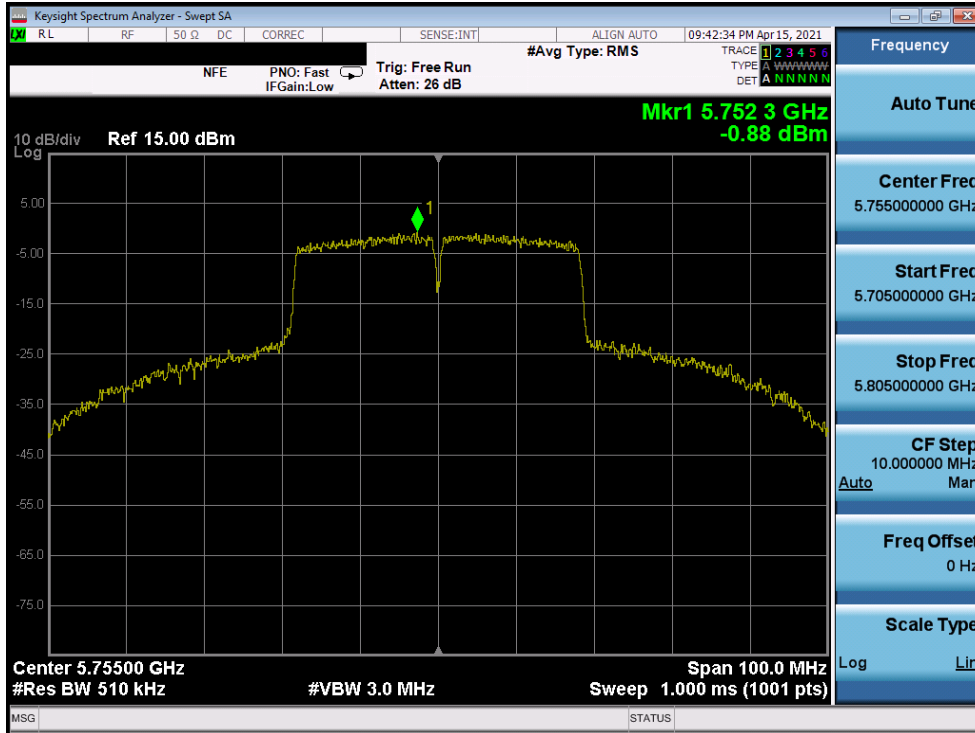 Keysight Spectrum Analyzer - Swept SA
LXI RL RF 50 Ω DC CORREC SENSE:INT ALIGN AUTO 09:42:34 PM Apr 15, 2021
NFE PNO: Fast IFGain:Low Trig: Free Run Atten: 26 dB #Avg Type: RMS
TRACE 1 2 3 4 5 6
TYPE A WWWWW
DET A N N N N N
Mkr1 5.752 3 GHz
-0.88 dBm
10 dB/div Ref 15.00 dBm
Log
1
5.00
-5.00
-15.0
-25.0
-35.0
-45.0
-55.0
-65.0
-75.0
Center 5.75500 GHz Span 100.0 MHz
#Res BW 510 kHz #VBW 3.0 MHz Sweep 1.000 ms (1001 pts)
MSG STATUS
Frequency
Auto Tune
Center Freq
5.755000000 GHz
Start Freq
5.705000000 GHz
Stop Freq
5.805000000 GHz
CF Step
10.000000 MHz
Auto Man
Freq Offset
0 Hz
Scale Type
Log Lin